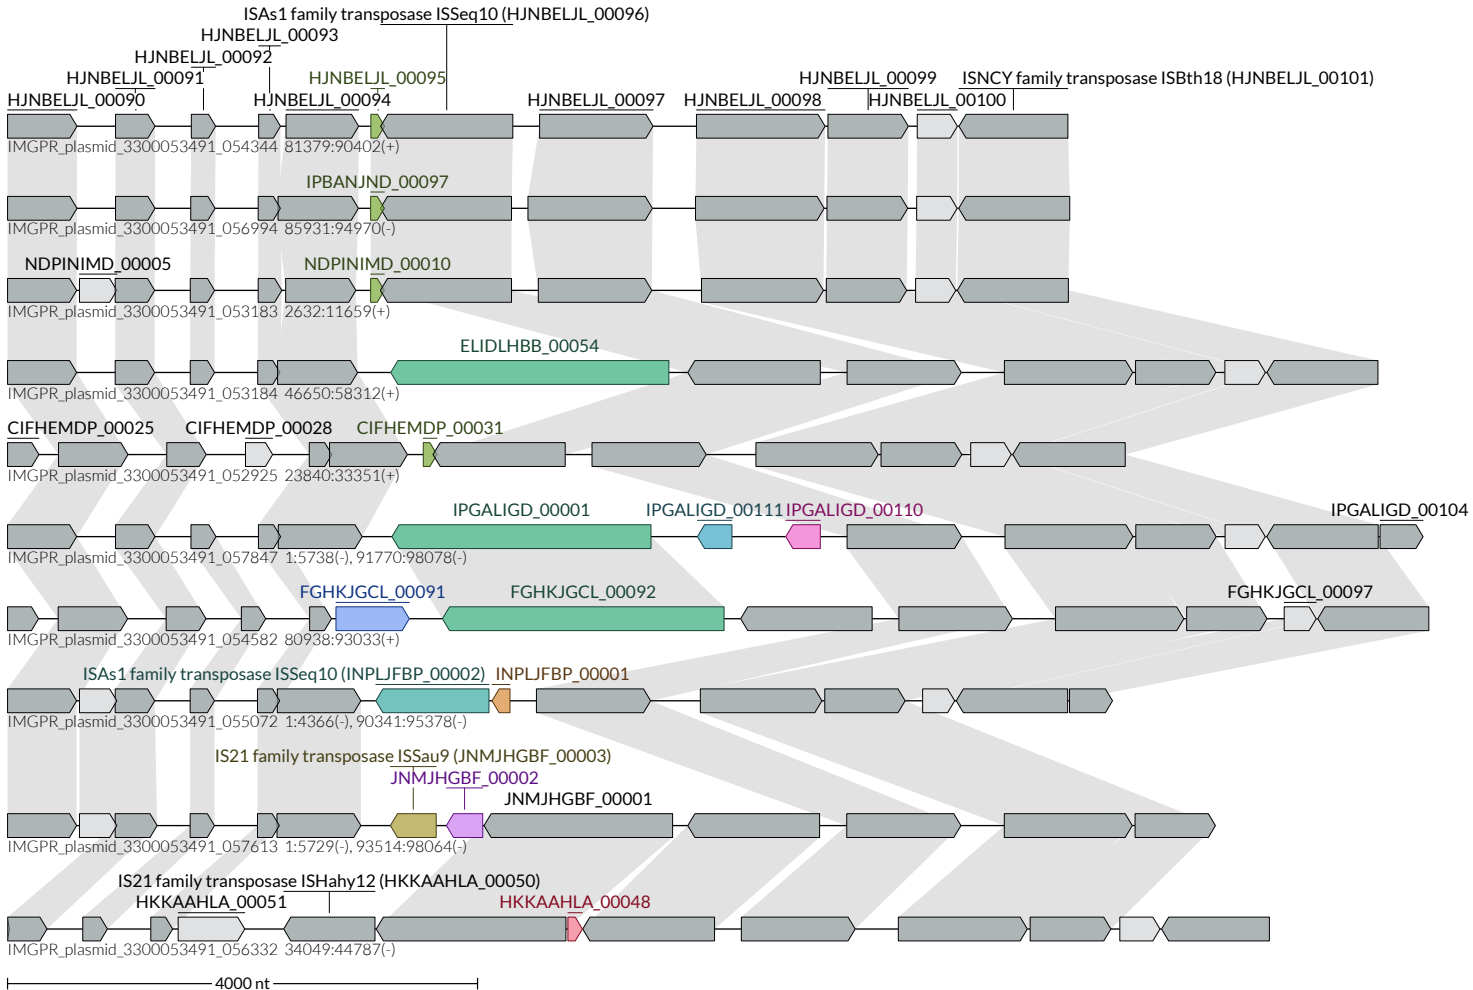 ISAs1 family transposase ISSeq10 (HJNBELJL_00096)
HJNBELJL_00093
HJNBELJL_00092
HJNBELJL_00091 HJNBELJL_00095 HJNBELJL_00099 ISNCY family transposase ISBth18 (HJNBELJL_00101)
HJNBELJL_00090 HJNBELJL_00094 HJNBELJL_00097 HJNBELJL_00098 HJNBELJL_00100
IMGPR_plasmid_3300053491_054344 81379:90402(+)
IPBANJND_00097
IMGPR_plasmid_3300053491_056994 85931:94970(-)
NDPINIMD_00005 NDPINIMD_00010
IMGPR_plasmid_3300053491_053183 2632:11659(+)
ELIDLHBB_00054
IMGPR_plasmid_3300053491_053184 46650:58312(+)
CIFHEMDP_00025 CIFHEMDP_00028 CIFHEMDP_00031
IMGPR_plasmid_3300053491_052925 23840:33351(+)
IPGALIGD_00001 IPGALIGD_00111 IPGALIGD_00110 IPGALIGD_00104
IMGPR_plasmid_3300053491_057847 1:5738(-), 91770:98078(-)
FGHKJGCL_00091 FGHKJGCL_00092 FGHKJGCL_00097
IMGPR_plasmid_3300053491_054582 80938:93033(+)
ISAs1 family transposase ISSeq10 (INPLJFBP_00002) INPLJFBP_00001
IMGPR_plasmid_3300053491_055072 1:4366(-), 90341:95378(-)
IS21 family transposase ISSau9 (JNMJHGBF_00003)
JNMJHGBF_00002
JNMJHGBF_00001
IMGPR_plasmid_3300053491_057613 1:5729(-), 93514:98064(-)
IS21 family transposase ISHahy12 (HKKAAHLA_00050)
HKKAAHLA_00051 HKKAAHLA_00048
IMGPR_plasmid_3300053491_056332 34049:44787(-)
4000 nt